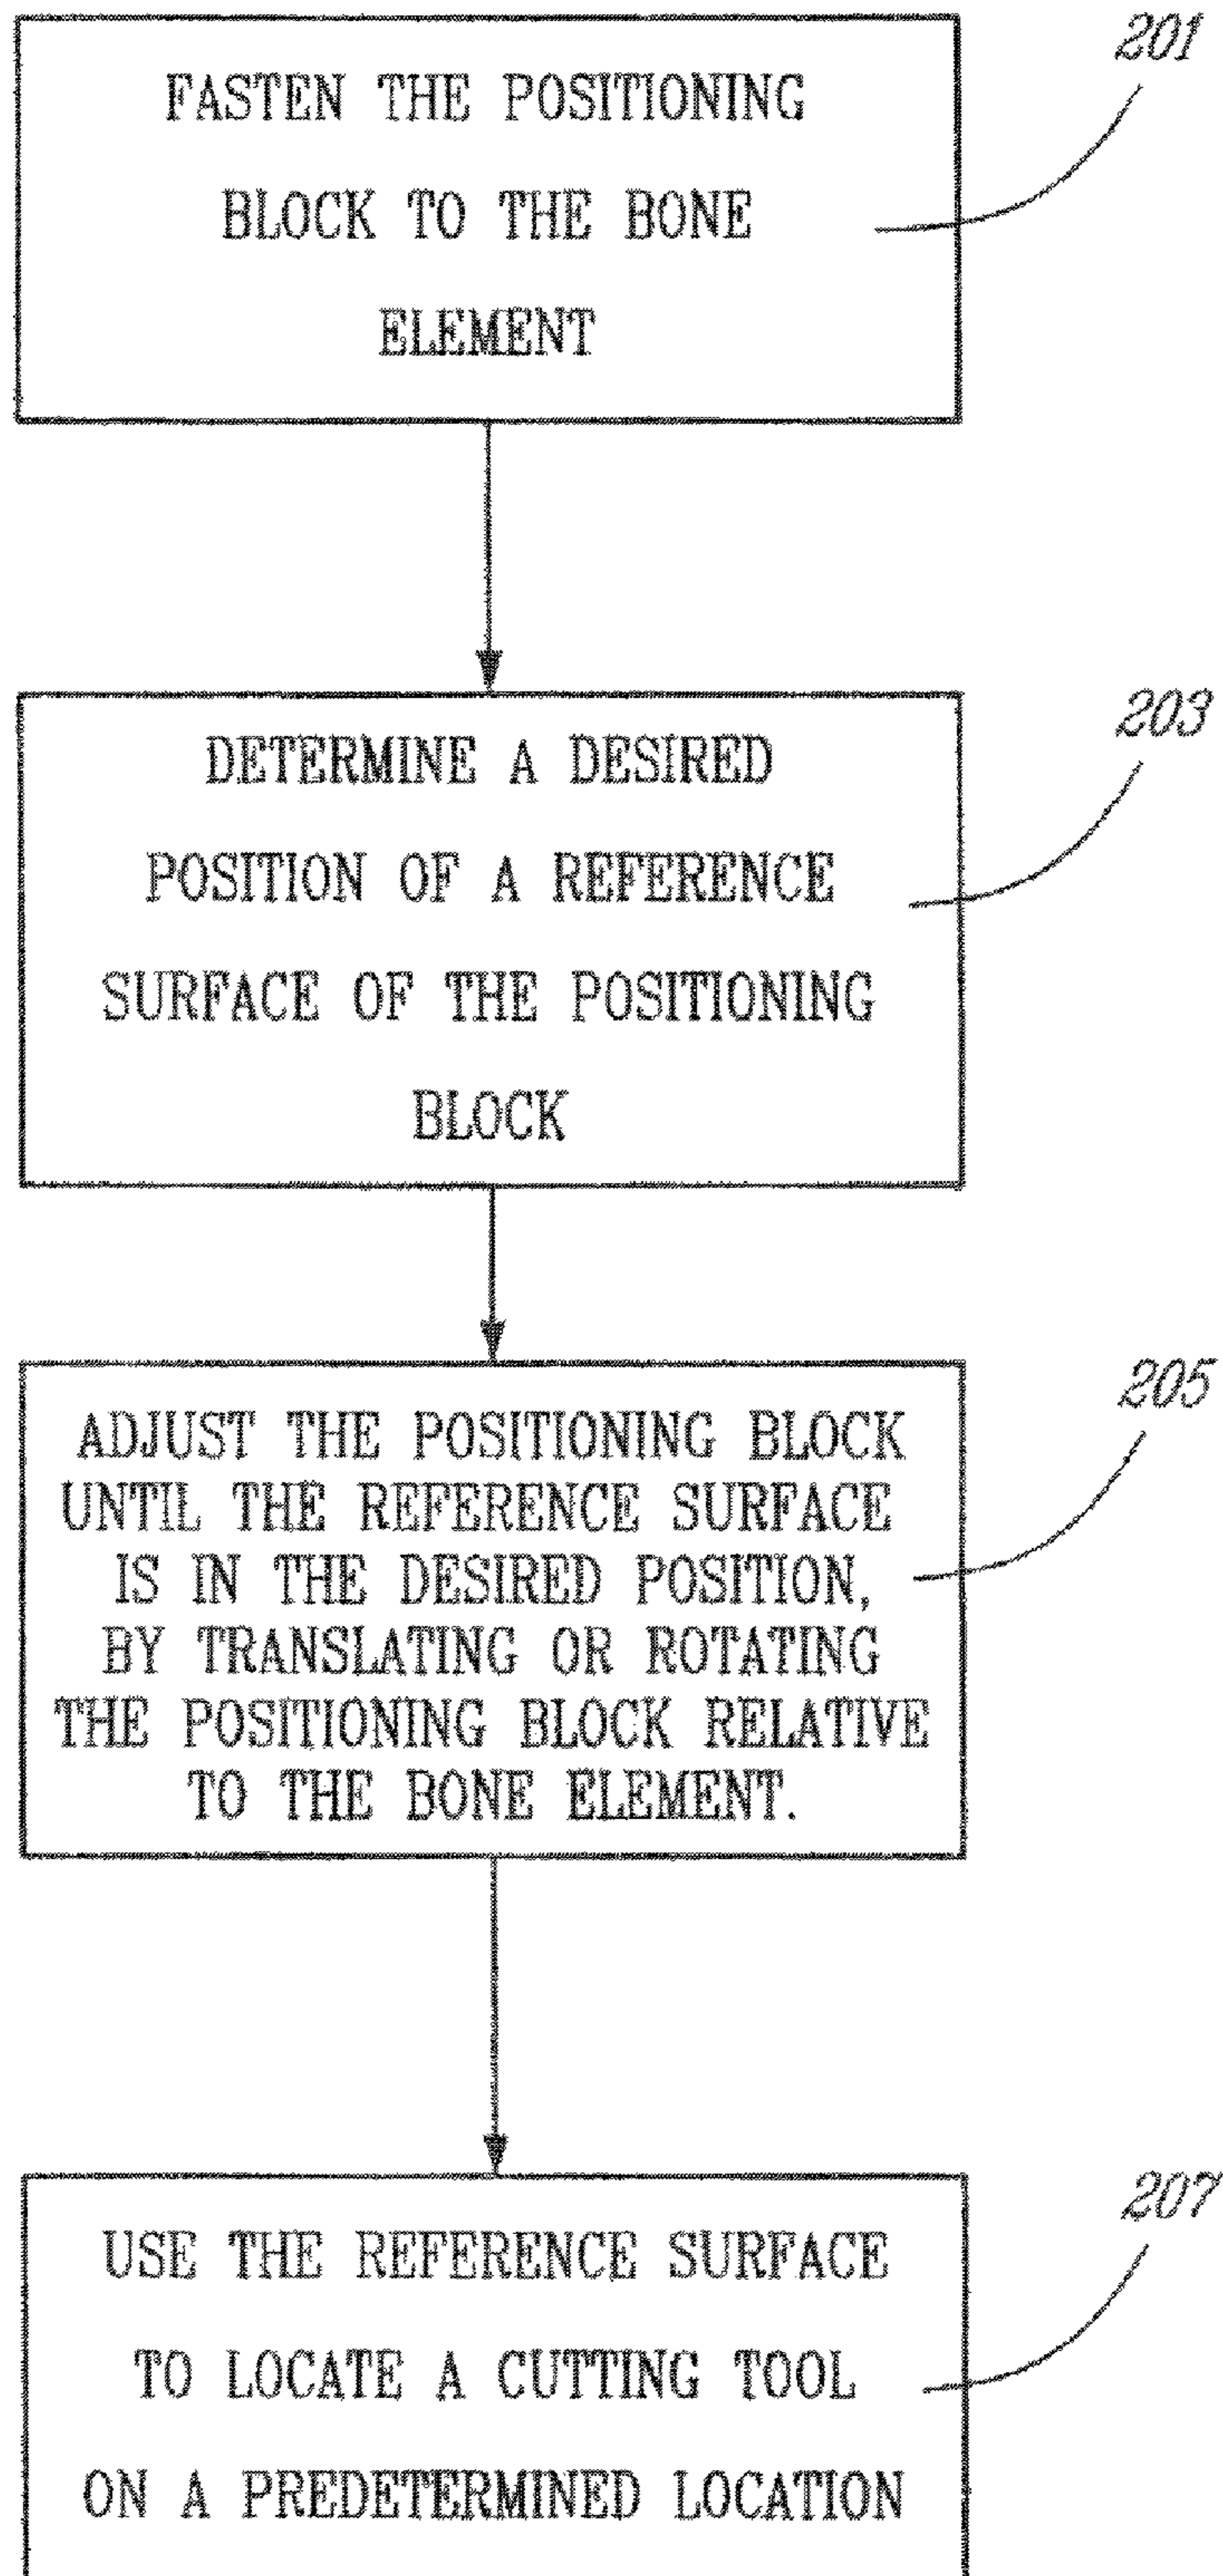 201
FASTEN THE POSITIONING
BLOCK TO THE BONE
ELEMENT
203
DETERMINE A DESIRED
POSITION OF A REFERENCE
SURFACE OF THE POSITIONING
BLOCK
205
ADJUST THE POSITIONING BLOCK
UNTIL THE REFERENCE SURFACE
IS IN THE DESIRED POSITION,
BY TRANSLATING OR ROTATING
THE POSITIONING BLOCK RELATIVE
TO THE BONE ELEMENT.
207
USE THE REFERENCE SURFACE
TO LOCATE A CUTTING TOOL
ON A PREDETERMINED LOCATION